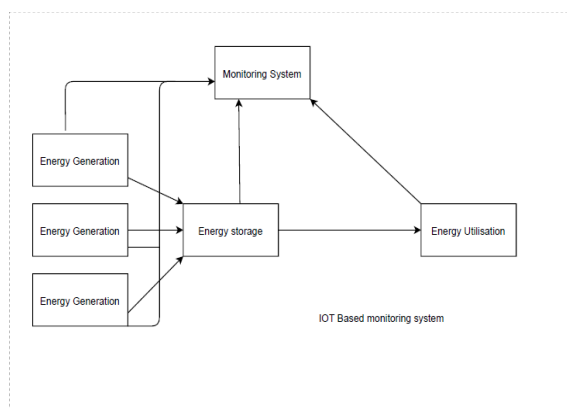 Monitoring System
Energy Generation
Energy Generation
Energy storage
Energy Utilisation
Energy Generation
IOT Based monitoring system